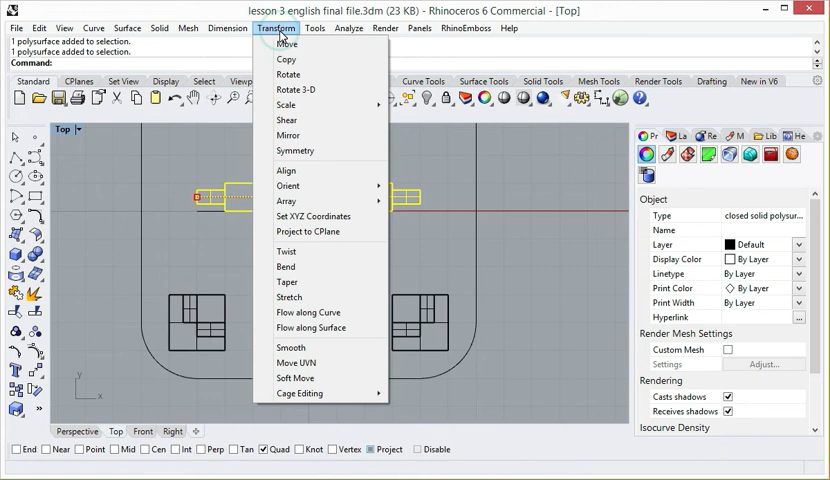 lesson 3 english final file.3dm (23 KB) - Rhinoceros 6 Commercial - [Top]
File Edit View Curve Surface Solid Mesh Dimension Transform Tools Analyze Render Panels RhinoEmboss Help
1 polysurface added to selection.
1 polysurface added to selection.
Command:
Standard CPlanes Set View Curve Tools Surface Tools Solid Tools Mesh Tools Render Tools Drafting New in V6
Top
Move
Copy
Rotate
Rotate 3-D
Scale
Shear
Mirror
Symmetry
Align
Orient
Array
Set XYZ Coordinates
Project to CPlane
Twist
Bend
Taper
Stretch
Flow along Curve
Flow along Surface
Smooth
Move UVN
Soft Move
Cage Editing
y
x
Pr La Re M Lib He
Object
Type closed solid polysur...
Name
Layer Default
Display Color By Layer
Linetype By Layer
Print Color By Layer
Print Width By Layer
Hyperlink ...
Render Mesh Settings
Custom Mesh
Settings Adjust...
Rendering
Casts shadows
Receives shadows
Isocurve Density
Perspective Top Front Right
End Near Point Mid Cen Int Perp Tan Quad Knot Vertex Project Disable